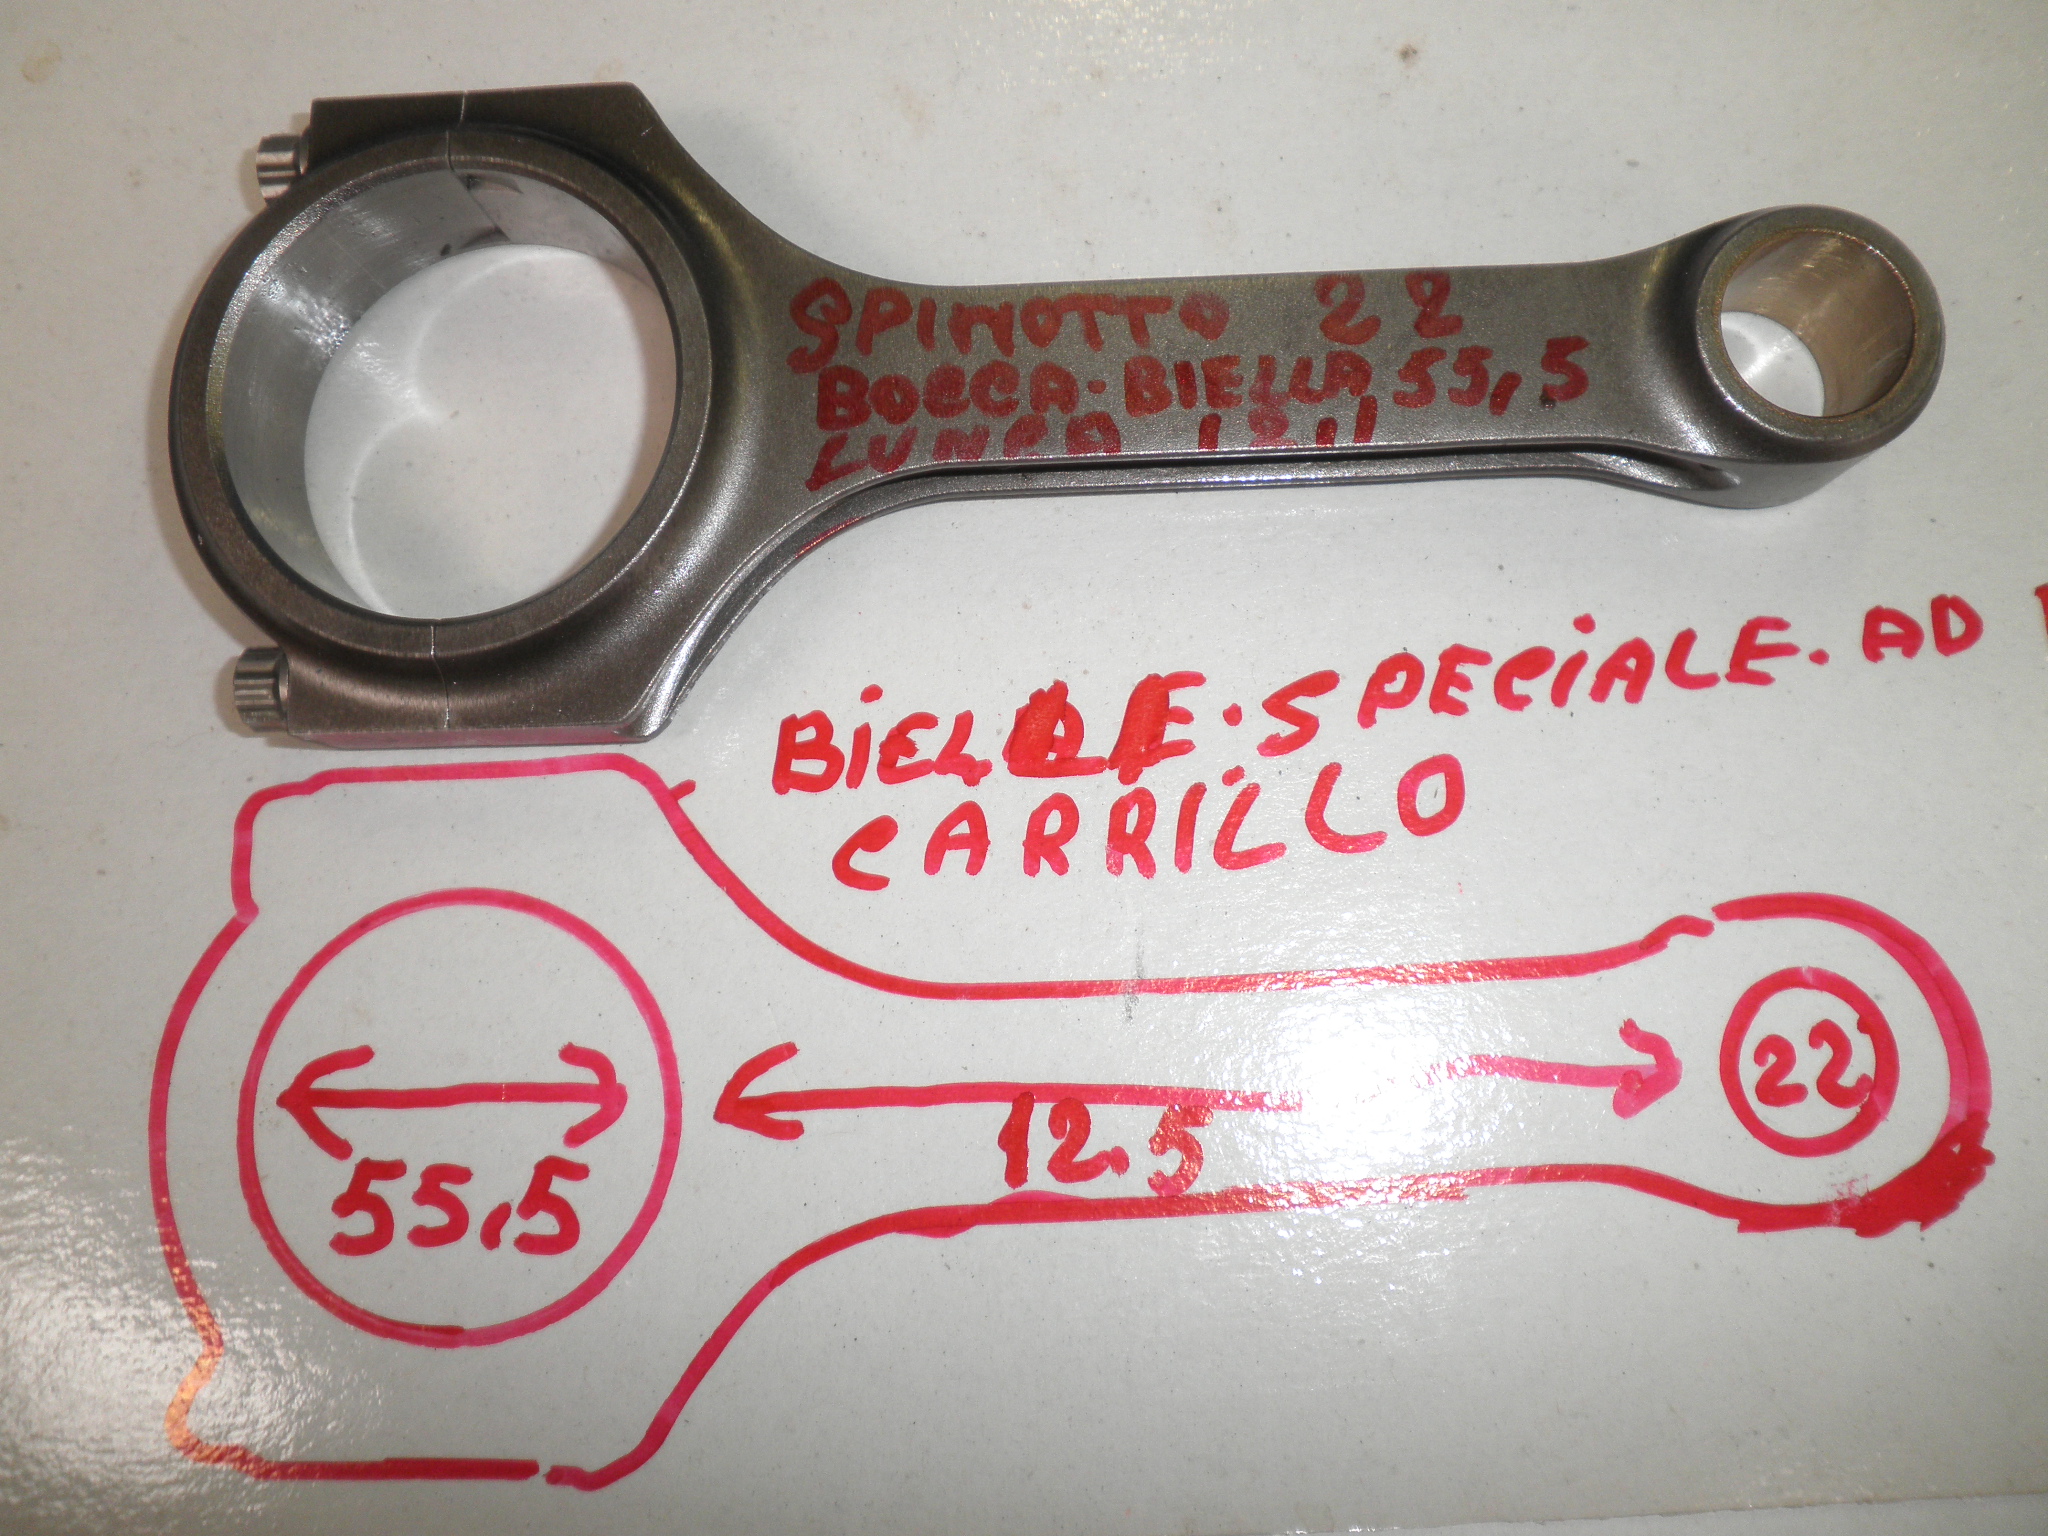 SPINOTTO 22
BOCCA·BIELLA 55,5
BIELLE·SPECIALE·AD
CARRILLO
55,5
12.5
22